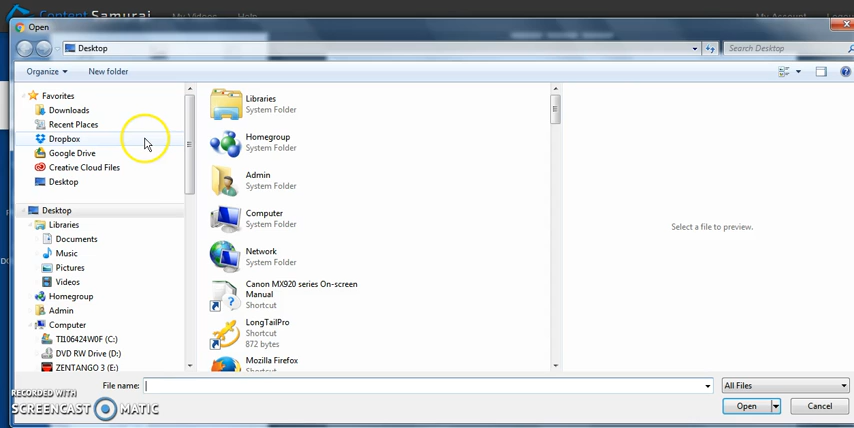 Content Samurai
My Videos
My Account
Logout
Open
Desktop
Search Desktop
Organize
New folder
Favorites
Downloads
Recent Places
Dropbox
Google Drive
Creative Cloud Files
Desktop
Desktop
Libraries
Documents
Music
Pictures
Videos
Homegroup
Admin
Computer
TI106424W0F (C:)
DVD RW Drive (D:)
ZENTANGO 3 (E:)
Libraries
System Folder
Homegroup
System Folder
Admin
System Folder
Computer
System Folder
Network
System Folder
Canon MX920 series On-screen
Manual
Shortcut
LongTailPro
Shortcut
872 bytes
Mozilla Firefox
Shortcut
Select a file to preview.
File name:
All Files
Open
Cancel
RECORDED WITH
SCREENCAST MATIC